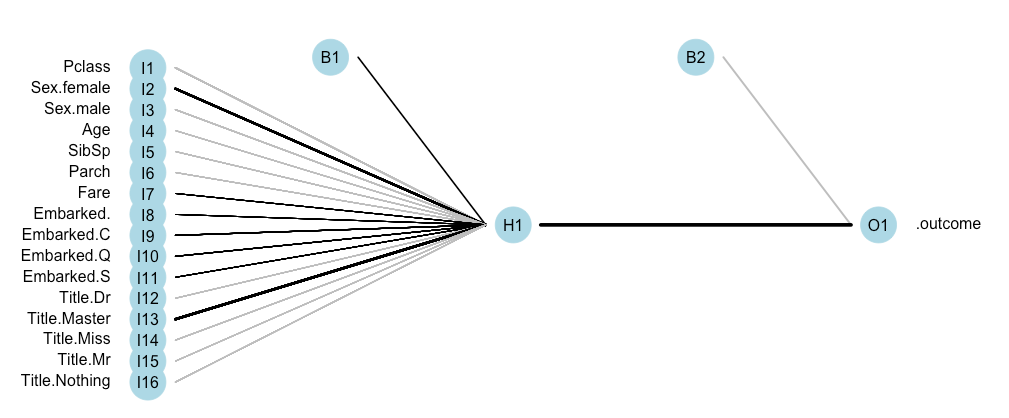 B1
B2
Pclass I1
Sex.female I2
Sex.male I3
Age I4
SibSp I5
Parch I6
Fare I7
Embarked. I8
Embarked.C I9
Embarked.Q I10
Embarked.S I11
Title.Dr I12
Title.Master I13
Title.Miss I14
Title.Mr I15
Title.Nothing I16
H1
O1 .outcome